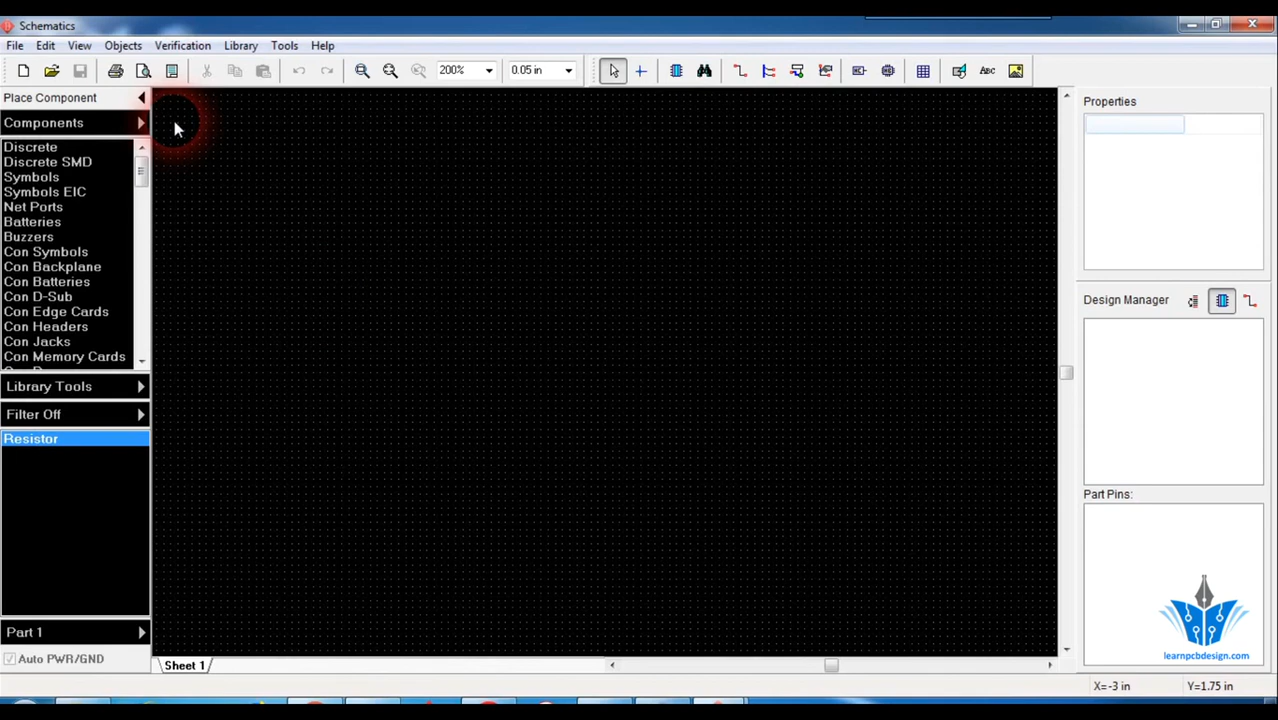 Schematics
File Edit View Objects Verification Library Tools Help
200% 0.05 in Abc
Place Component
Components
Discrete
Discrete SMD
Symbols
Symbols EIC
Net Ports
Batteries
Buzzers
Con Symbols
Con Backplane
Con Batteries
Con D-Sub
Con Edge Cards
Con Headers
Con Jacks
Con Memory Cards
Library Tools
Filter Off
Resistor
Part 1
Auto PWR/GND
Sheet 1
Properties
Design Manager
Part Pins:
learnpcbdesign.com
X=-3 in Y=1.75 in